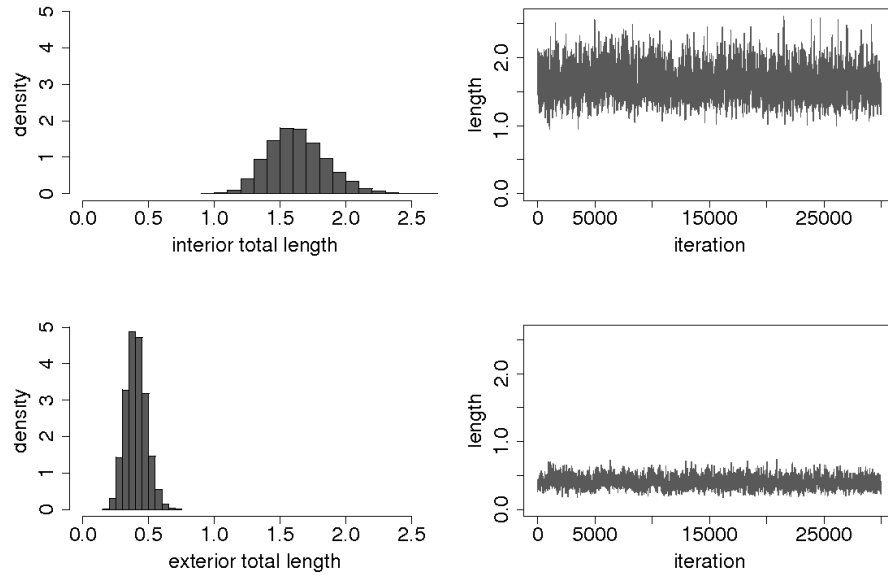 density
5
4
3
2
1
0
0.0 0.5 1.0 1.5 2.0 2.5
interior total length
length
2.0
1.0
0.0
0 5000 15000 25000
iteration
density
5
4
3
2
1
0
0.0 0.5 1.0 1.5 2.0 2.5
exterior total length
length
2.0
1.0
0.0
0 5000 15000 25000
iteration